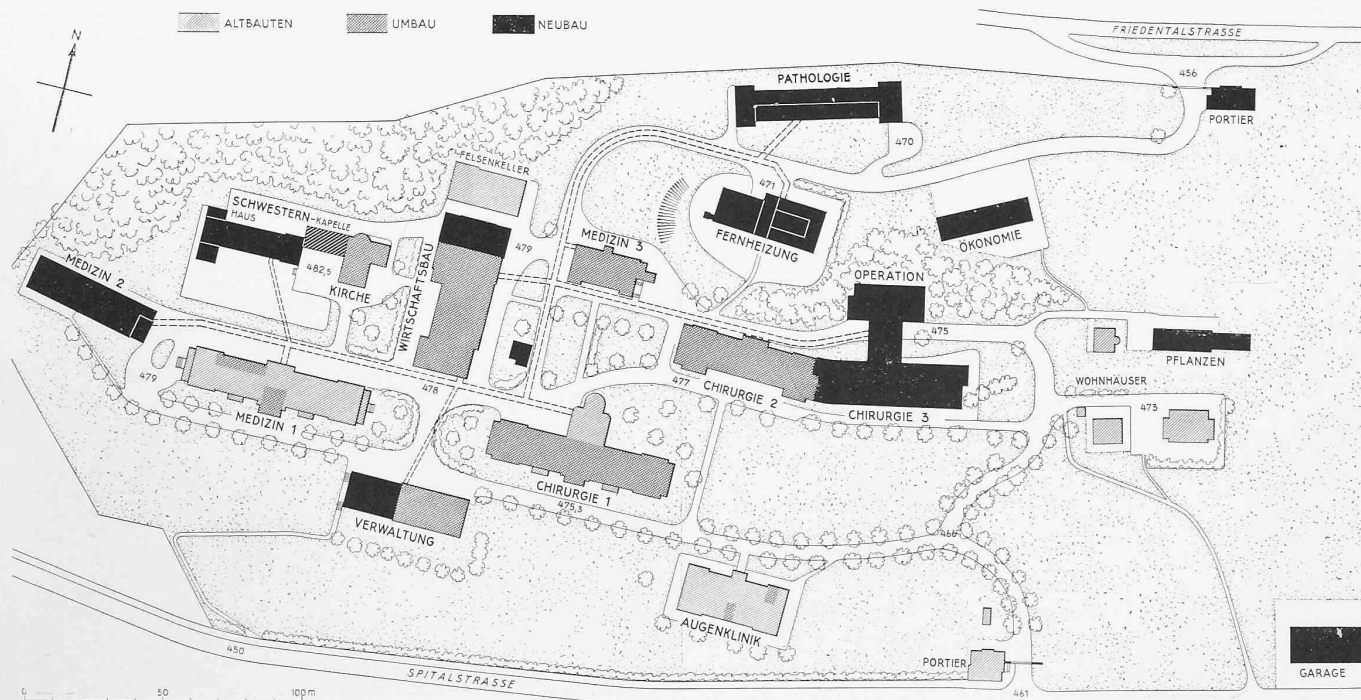 N
ALTBAUTEN
UMBAU
NEUBAU
FRIEDENTALSTRASSE
456
PORTIER
PATHOLOGIE
470
FELSENKELLER
471
SCHWESTERN-KAPELLE
HAUS
479
MEDIZIN 3
FERNHEIZUNG
ÖKONOMIE
MEDIZIN 2
482,5
KIRCHE
WIRTSCHAFTSBAU
OPERATION
475
PFLANZEN
479
478
477
CHIRURGIE 2
CHIRURGIE 3
WOHNHÄUSER
473
MEDIZIN 1
CHIRURGIE 1
475,3
VERWALTUNG
466
AUGENKLINIK
450
SPITALSTRASSE
PORTIER
461
GARAGE
0
50
100 m